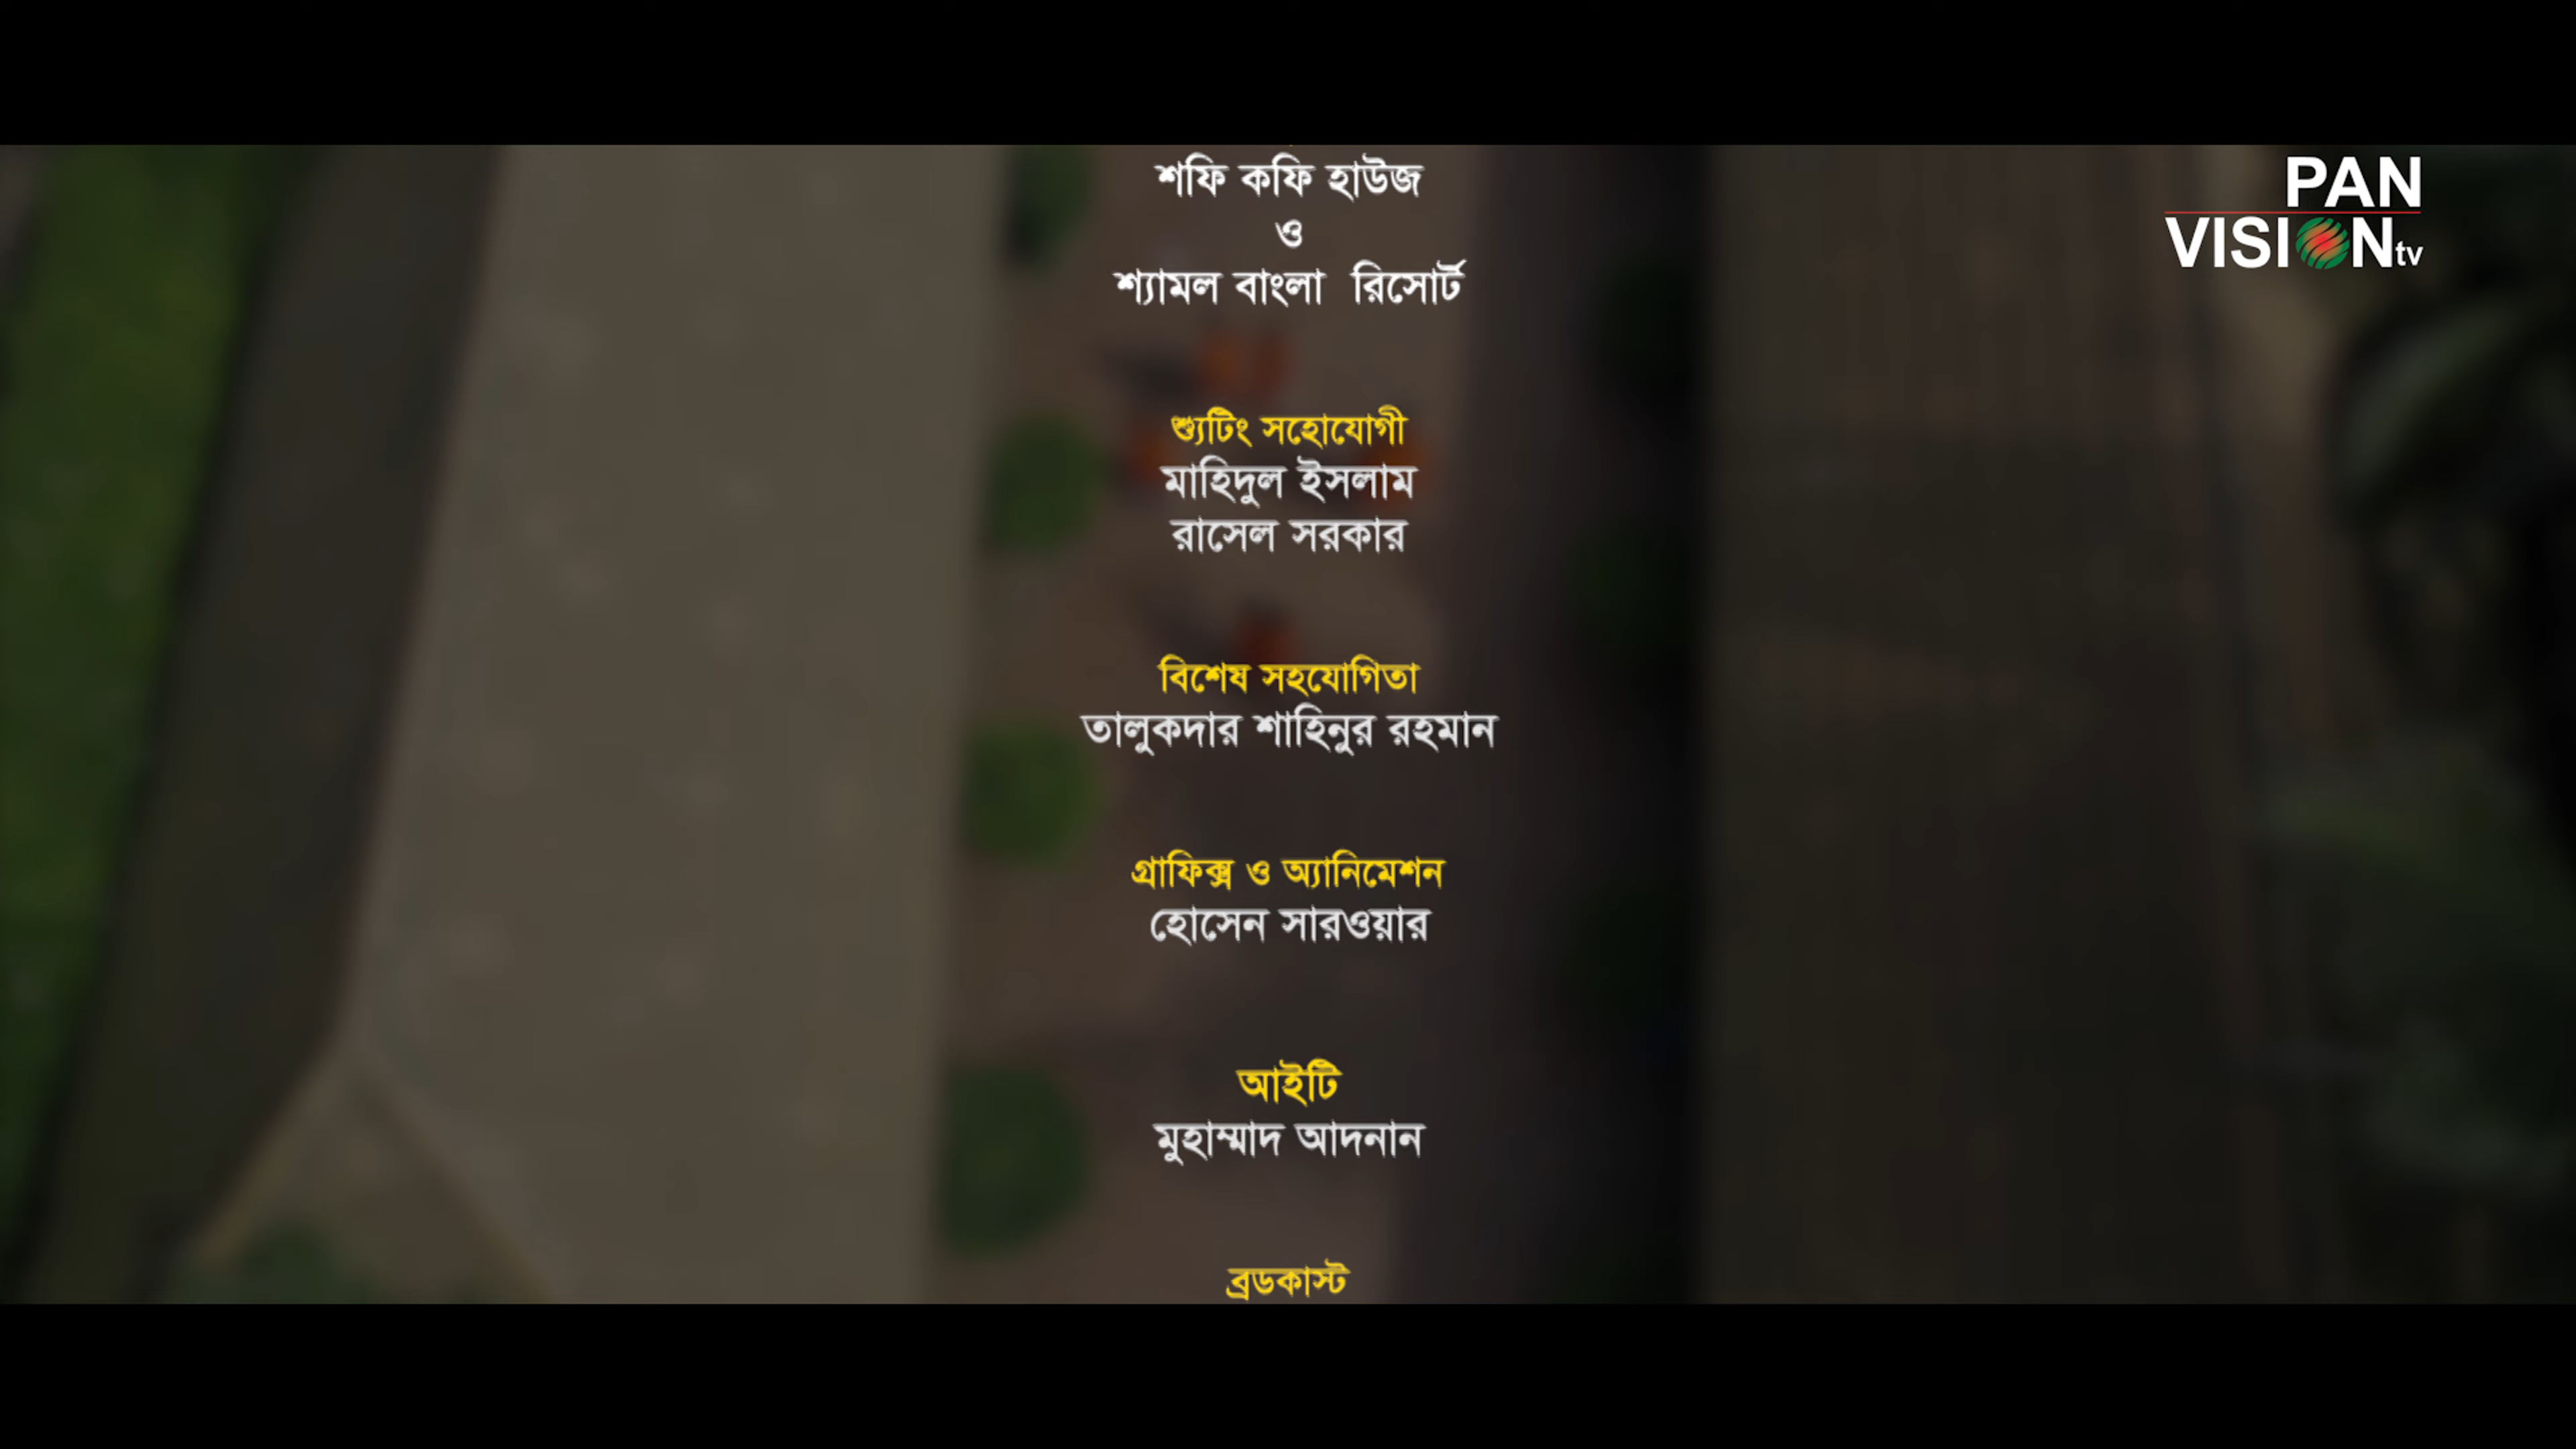 শফি কফি হাউজ
ও
শ্যামল বাংলা রিসোর্ট
শ্যুটিং সহোযোগী
মাহিদুল ইসলাম
রাসেল সরকার
বিশেষ সহযোগিতা
তালুকদার শাহিনুর রহমান
গ্রাফিক্স ও অ্যানিমেশন
হোসেন সারওয়ার
আইটি
মুহাম্মাদ আদনান
ব্রডকাস্ট
PAN
VISION tv